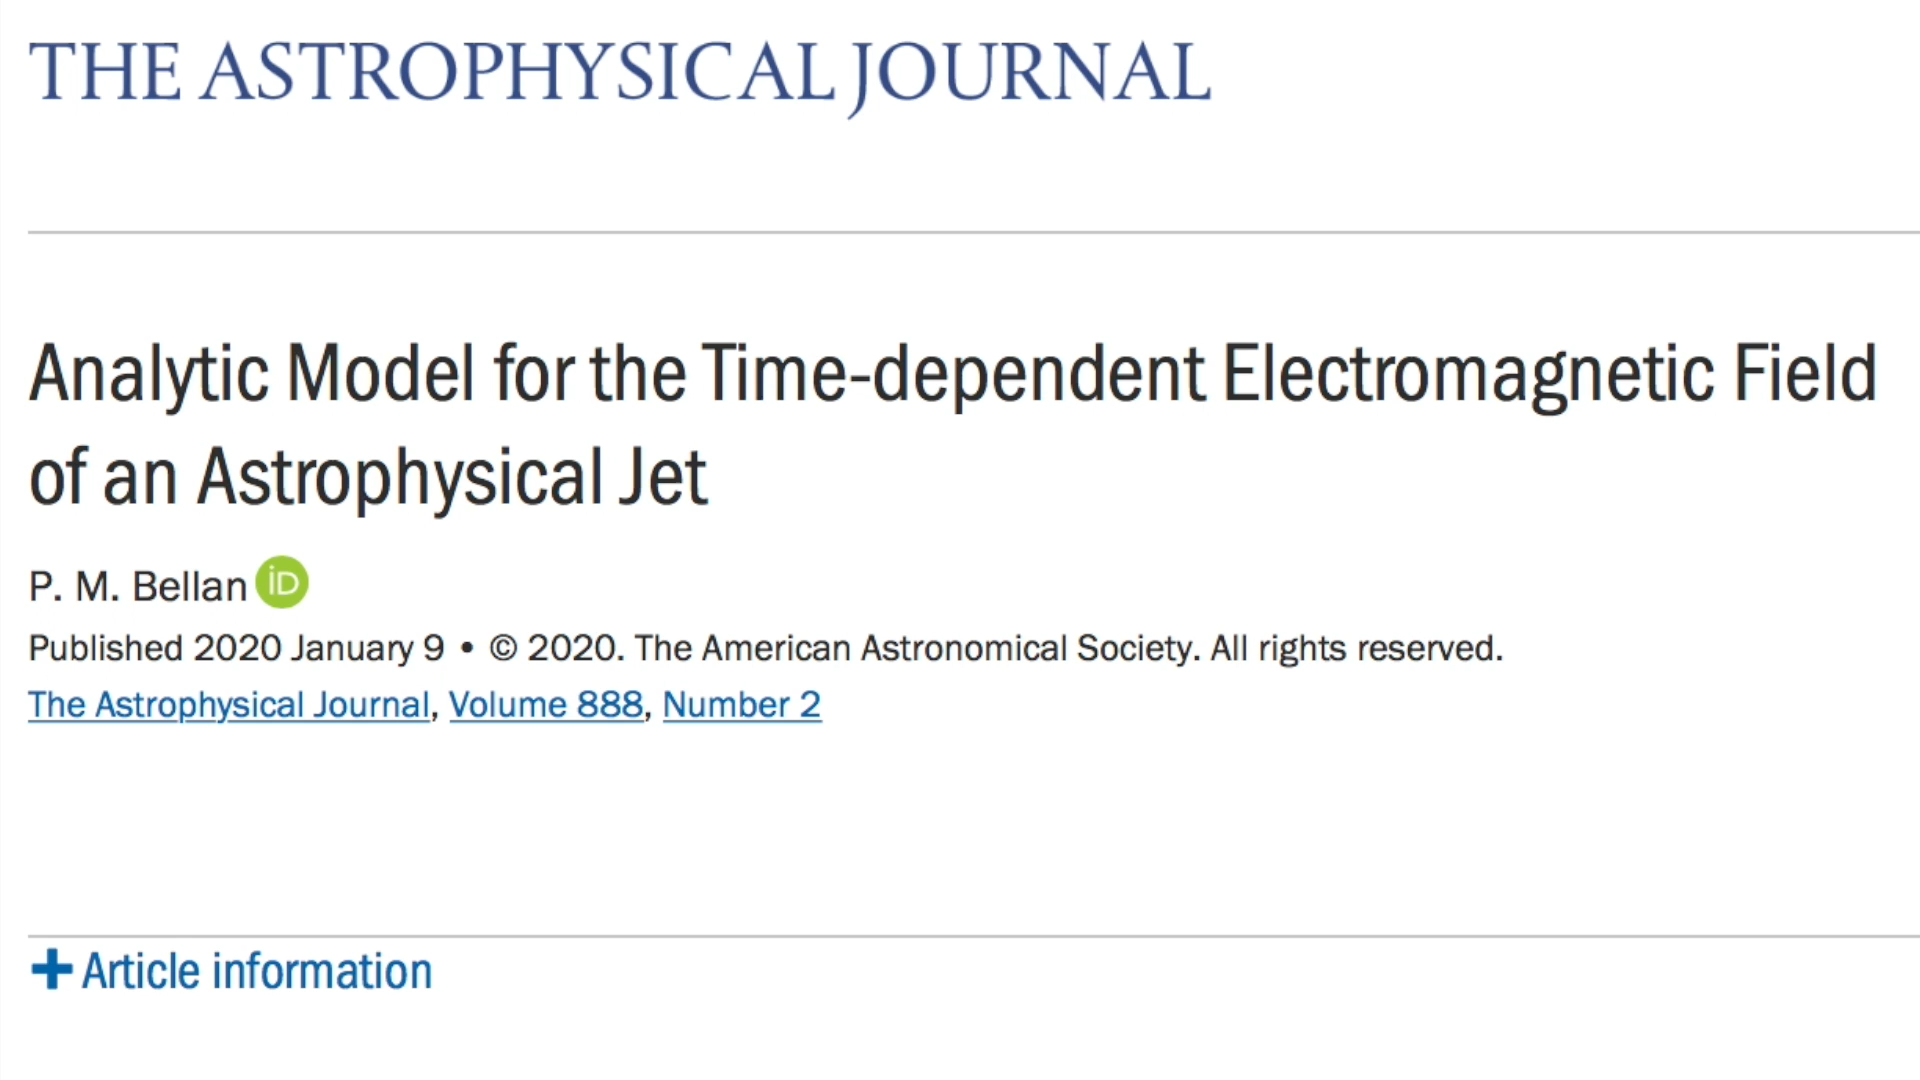 THE ASTROPHYSICAL JOURNAL
Analytic Model for the Time-dependent Electromagnetic Field
of an Astrophysical Jet
P. M. Bellan iD
Published 2020 January 9 • © 2020. The American Astronomical Society. All rights reserved.
The Astrophysical Journal, Volume 888, Number 2
+ Article information